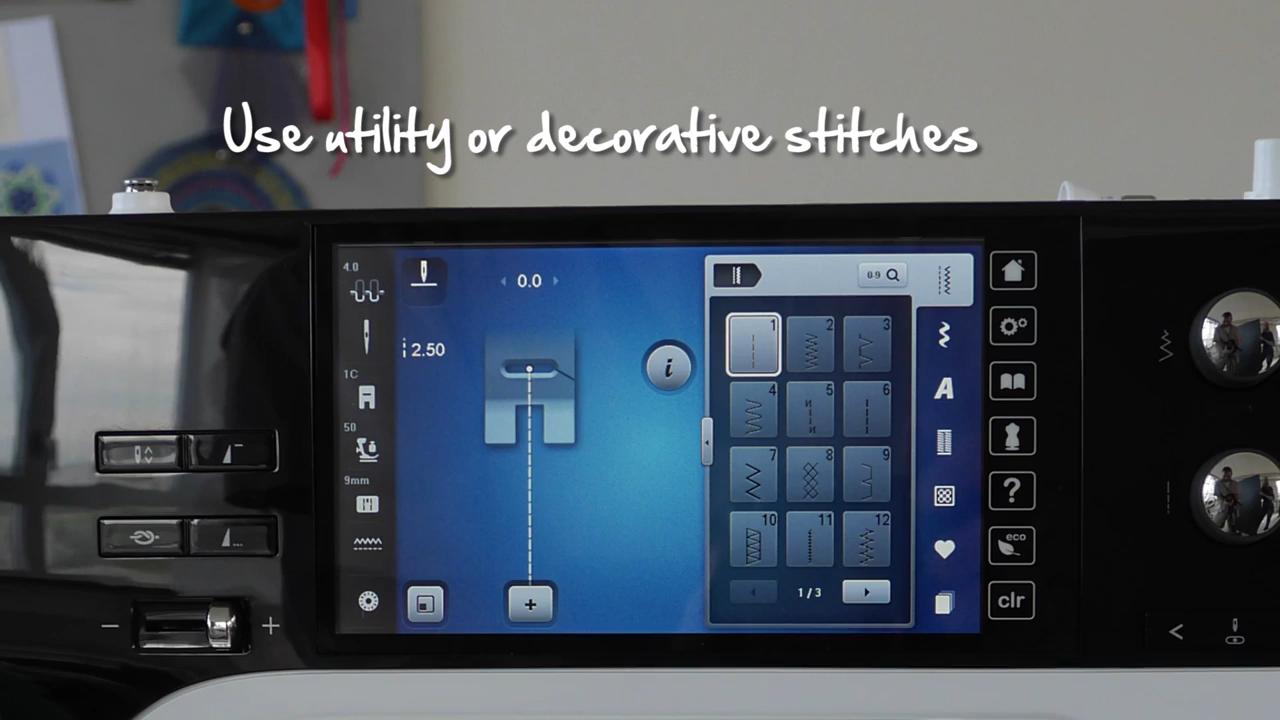 Use utility or decorative stitches
4.0
0.0
0-9
2.50
1C
50
9mm
i
A
1
2
3
4
5
6
7
8
9
10
11
12
1 / 3
+
?
eco
clr
− +
<